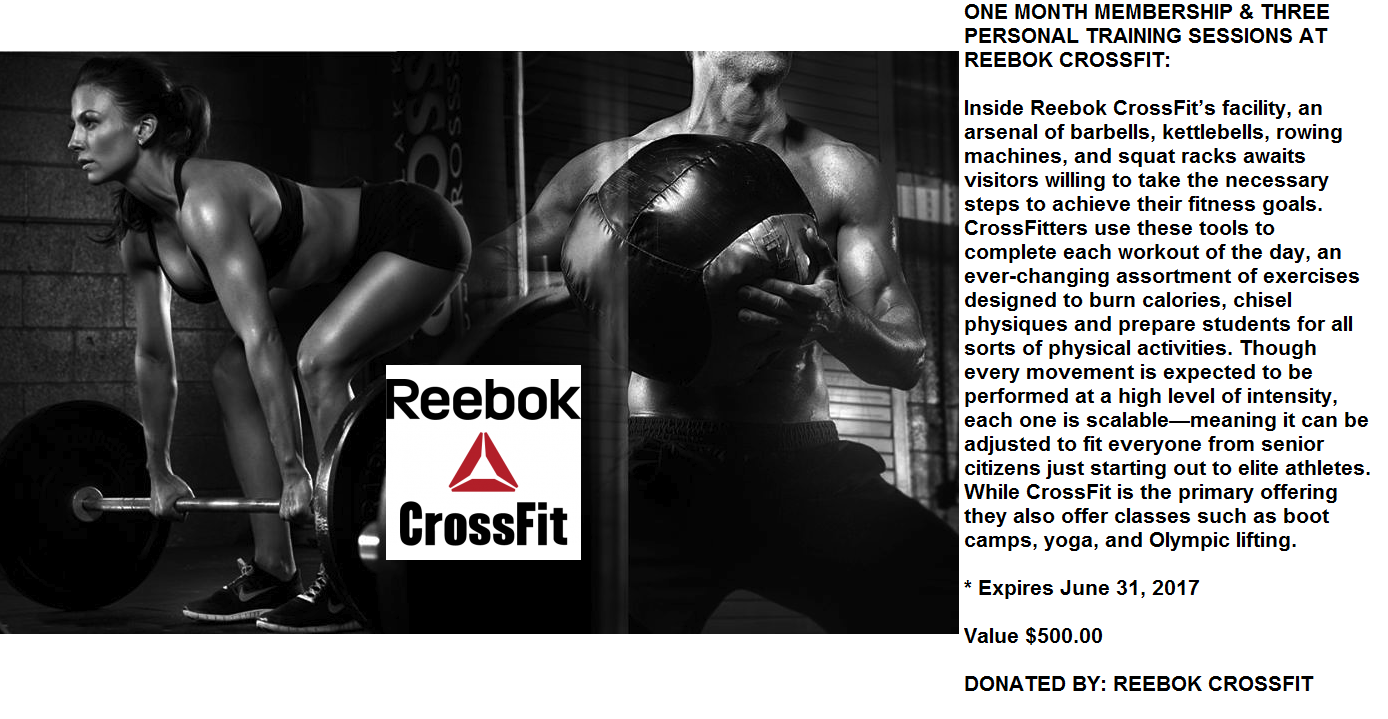 ONE MONTH MEMBERSHIP & THREE
PERSONAL TRAINING SESSIONS AT
REEBOK CROSSFIT:
Inside Reebok CrossFit’s facility, an
arsenal of barbells, kettlebells, rowing
machines, and squat racks awaits
visitors willing to take the necessary
steps to achieve their fitness goals.
CrossFitters use these tools to
complete each workout of the day, an
ever-changing assortment of exercises
designed to burn calories, chisel
physiques and prepare students for all
sorts of physical activities. Though
every movement is expected to be
performed at a high level of intensity,
each one is scalable—meaning it can be
adjusted to fit everyone from senior
citizens just starting out to elite athletes.
While CrossFit is the primary offering
they also offer classes such as boot
camps, yoga, and Olympic lifting.
* Expires June 31, 2017
Value $500.00
DONATED BY: REEBOK CROSSFIT
Reebok
CrossFit